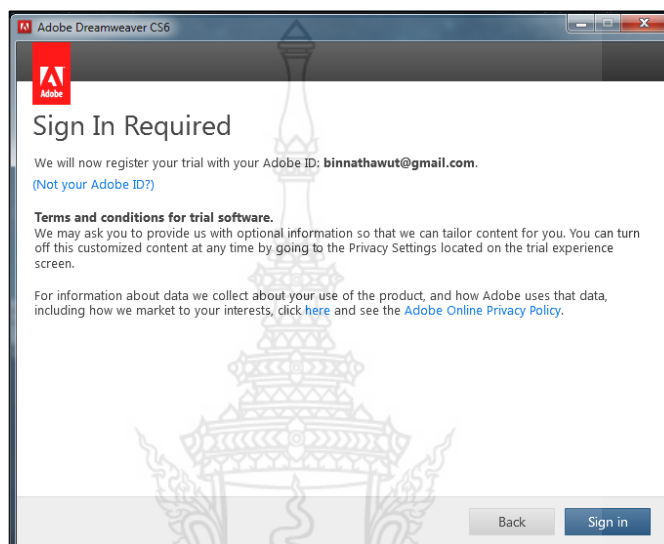 Adobe Dreamweaver CS6
Adobe
Sign In Required
We will now register your trial with your Adobe ID: binnathawut@gmail.com.
(Not your Adobe ID?)
Terms and conditions for trial software.
We may ask you to provide us with optional information so that we can tailor content for you. You can turn
off this customized content at any time by going to the Privacy Settings located on the trial experience
screen.
For information about data we collect about your use of the product, and how Adobe uses that data,
including how we market to your interests, click here and see the Adobe Online Privacy Policy.
Back Sign in